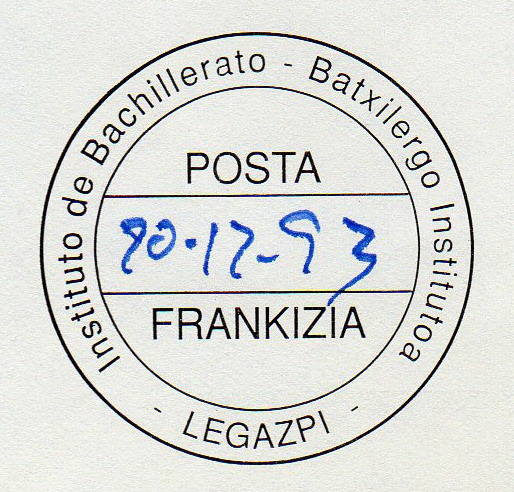 Instituto de Bachillerato - Batxilergo Institutoa
POSTA
20-12-93
FRANKIZIA
- LEGAZPI -